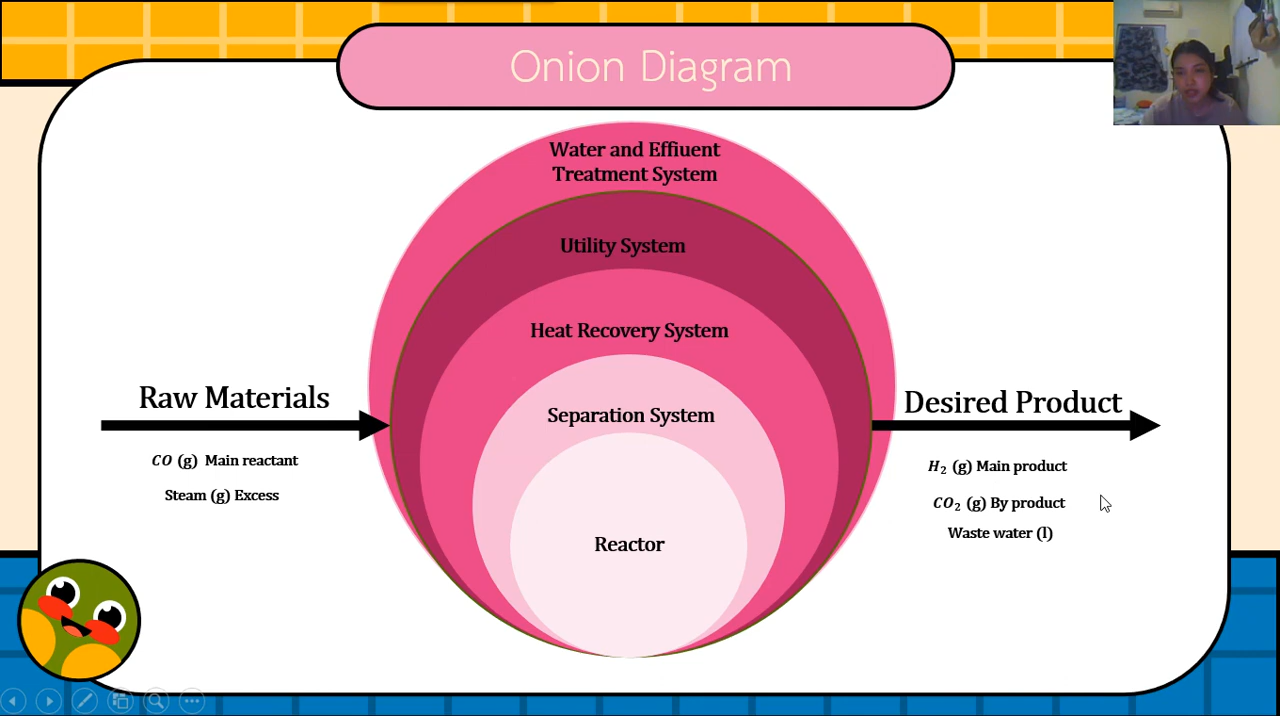 Onion Diagram
Water and Effiuent
Treatment System
Utility System
Heat Recovery System
Separation System
Reactor
Raw Materials
CO (g) Main reactant
Steam (g) Excess
Desired Product
H₂ (g) Main product
CO₂ (g) By product
Waste water (l)